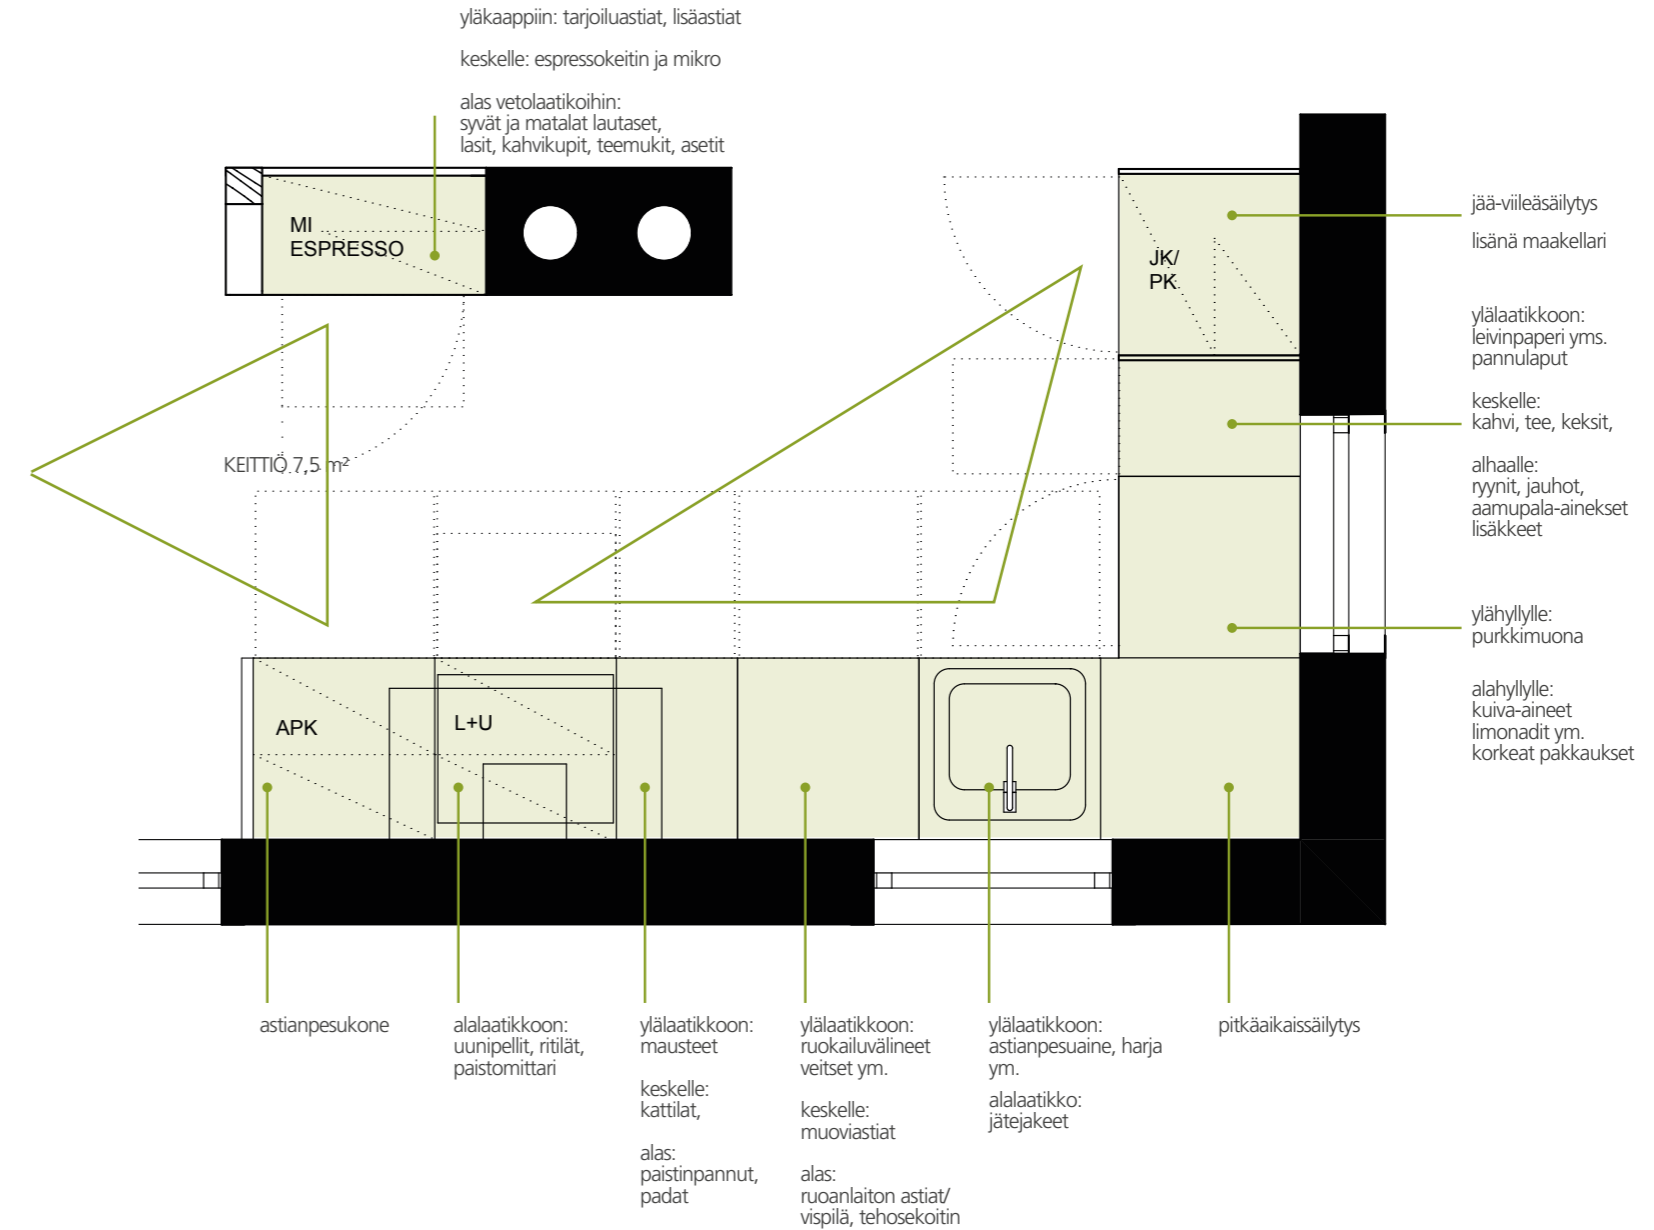 yläkaappiin: tarjoiluastiat, lisäastiat
keskelle: espressokeitin ja mikro
alas vetolaatikoihin:
syvät ja matalat lautaset,
lasit, kahvikupit, teemukit, asetit
MI
ESPRESSO
JK/
PK
jää-viileäsäilytys
lisänä maakellari
ylälaatikkoon:
leivinpaperi yms.
pannulaput
keskelle:
kahvi, tee, keksit,
alhaalle:
ryynit, jauhot,
aamupala-ainekset
lisäkkeet
KEITTIÖ 7,5 m²
ylähyllylle:
purkkimuona
alahyllylle:
kuiva-aineet
limonadit ym.
korkeat pakkaukset
APK
L+U
astianpesukone
alalaatikkoon:
uunipellit, ritilät,
paistomittari
ylälaatikkoon:
mausteet
keskelle:
kattilat,
alas:
paistinpannut,
padat
ylälaatikkoon:
ruokailuvälineet
veitset ym.
keskelle:
muoviastiat
alas:
ruoanlaiton astiat/
vispilä, tehosekoitin
ylälaatikkoon:
astianpesuaine, harja
ym.
alalaatikko:
jätejakeet
pitkäaikaissäilytys